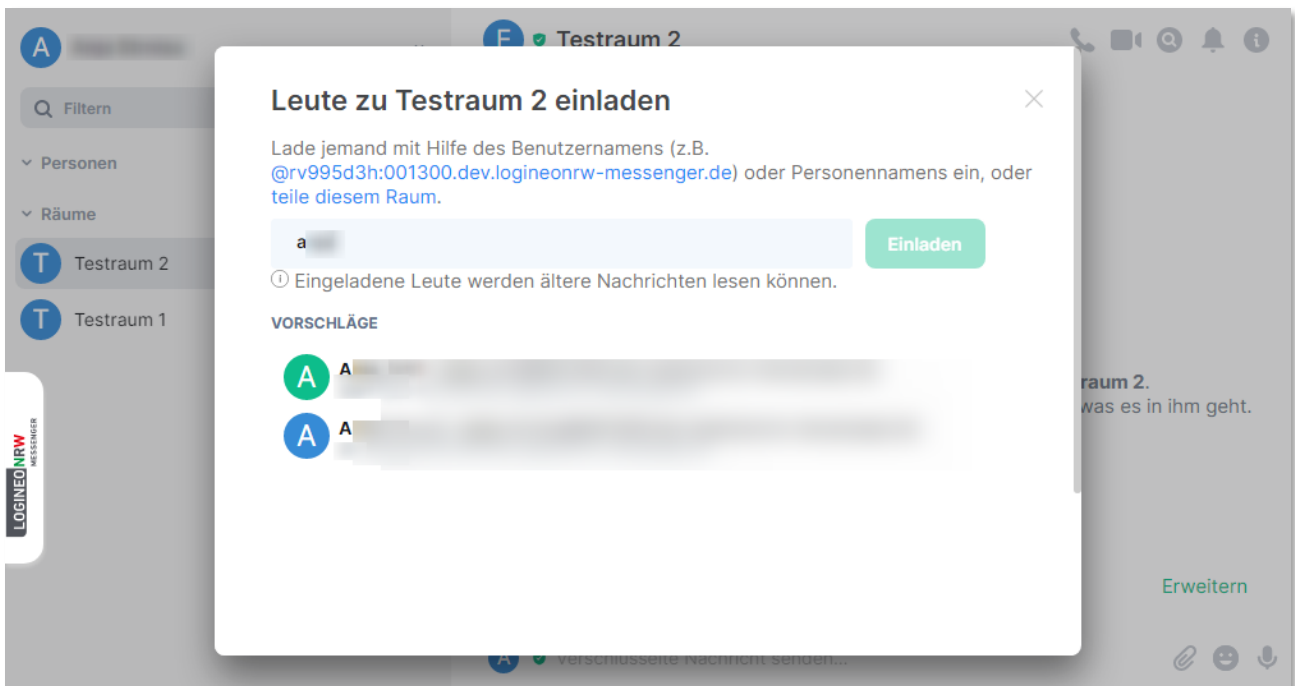 A
Filtern
Personen
Räume
T Testraum 2
T Testraum 1
LOGINEO NRW
MESSENGER
Testraum 2
Leute zu Testraum 2 einladen
Lade jemand mit Hilfe des Benutzernamens (z.B.
@rv995d3h:001300.dev.logineonrw-messenger.de) oder Personennamens ein, oder
teile diesem Raum.
a
Einladen
Eingeladene Leute werden ältere Nachrichten lesen können.
VORSCHLÄGE
A A
A A
raum 2.
was es in ihm geht.
Erweitern
A Verschlüsselte Nachricht senden...